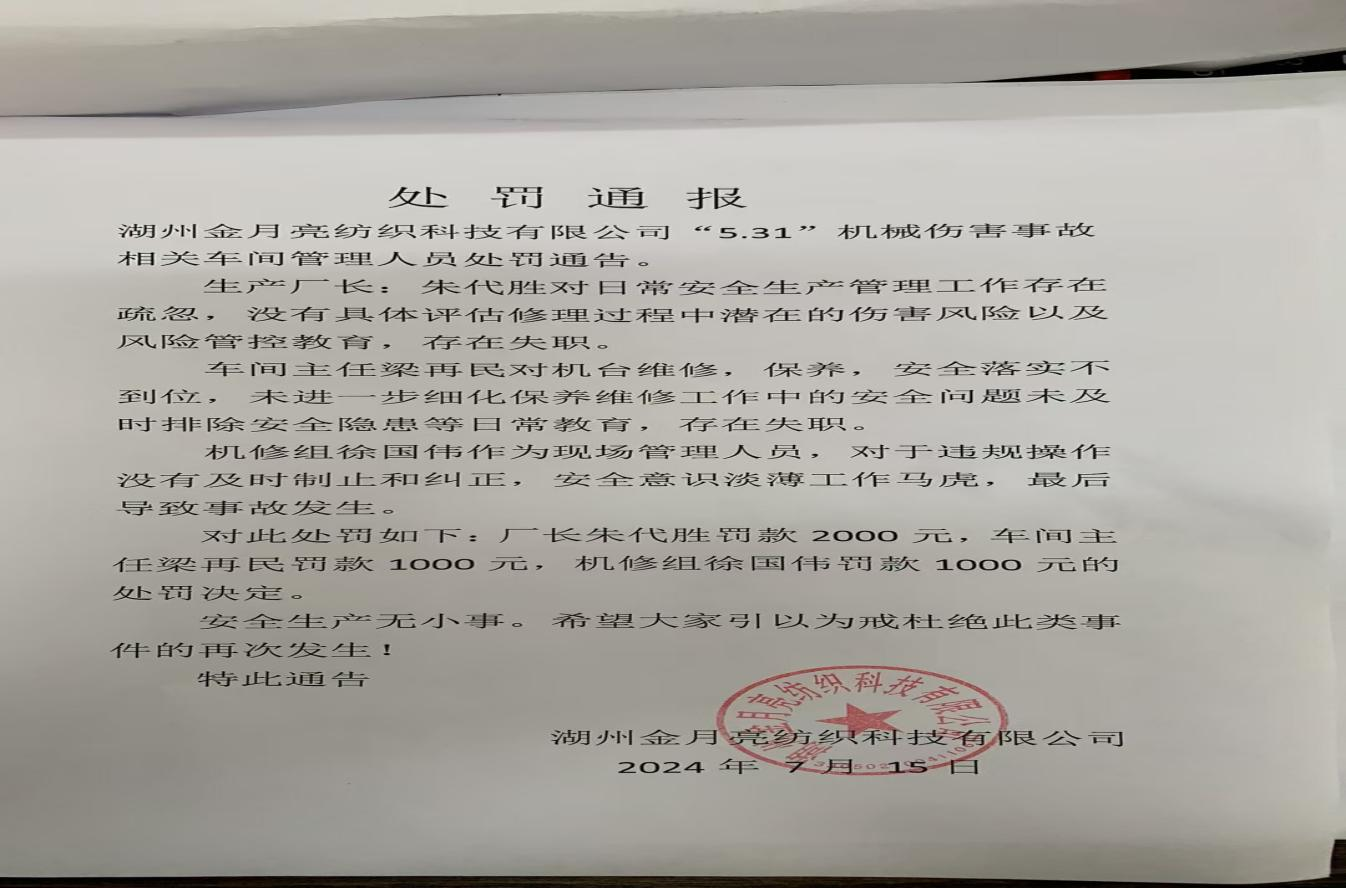 处罚通报
湖州金月亮纺织科技有限公司“5.31”机械伤害事故
相关车间管理人员处罚通告。
生产厂长：朱代胜对日常安全生产管理工作存在
疏忽，没有具体评估修理过程中潜在的伤害风险以及
风险管控教育，存在失职。
车间主任梁再民对机台维修，保养，安全落实不
到位，未进一步细化保养维修工作中的安全问题未及
时排除安全隐患等日常教育，存在失职。
机修组徐国伟作为现场管理人员，对于违规操作
没有及时制止和纠正，安全意识淡薄工作马虎，最后
导致事故发生。
对此处罚如下：厂长朱代胜罚款 2000 元，车间主
任梁再民罚款 1000 元，机修组徐国伟罚款 1000 元的
处罚决定。
安全生产无小事。希望大家引以为戒杜绝此类事
件的再次发生！
特此通告
湖州金月亮纺织科技有限公司
湖州金月亮纺织科技有限公司
2024 年 7 月 15 日